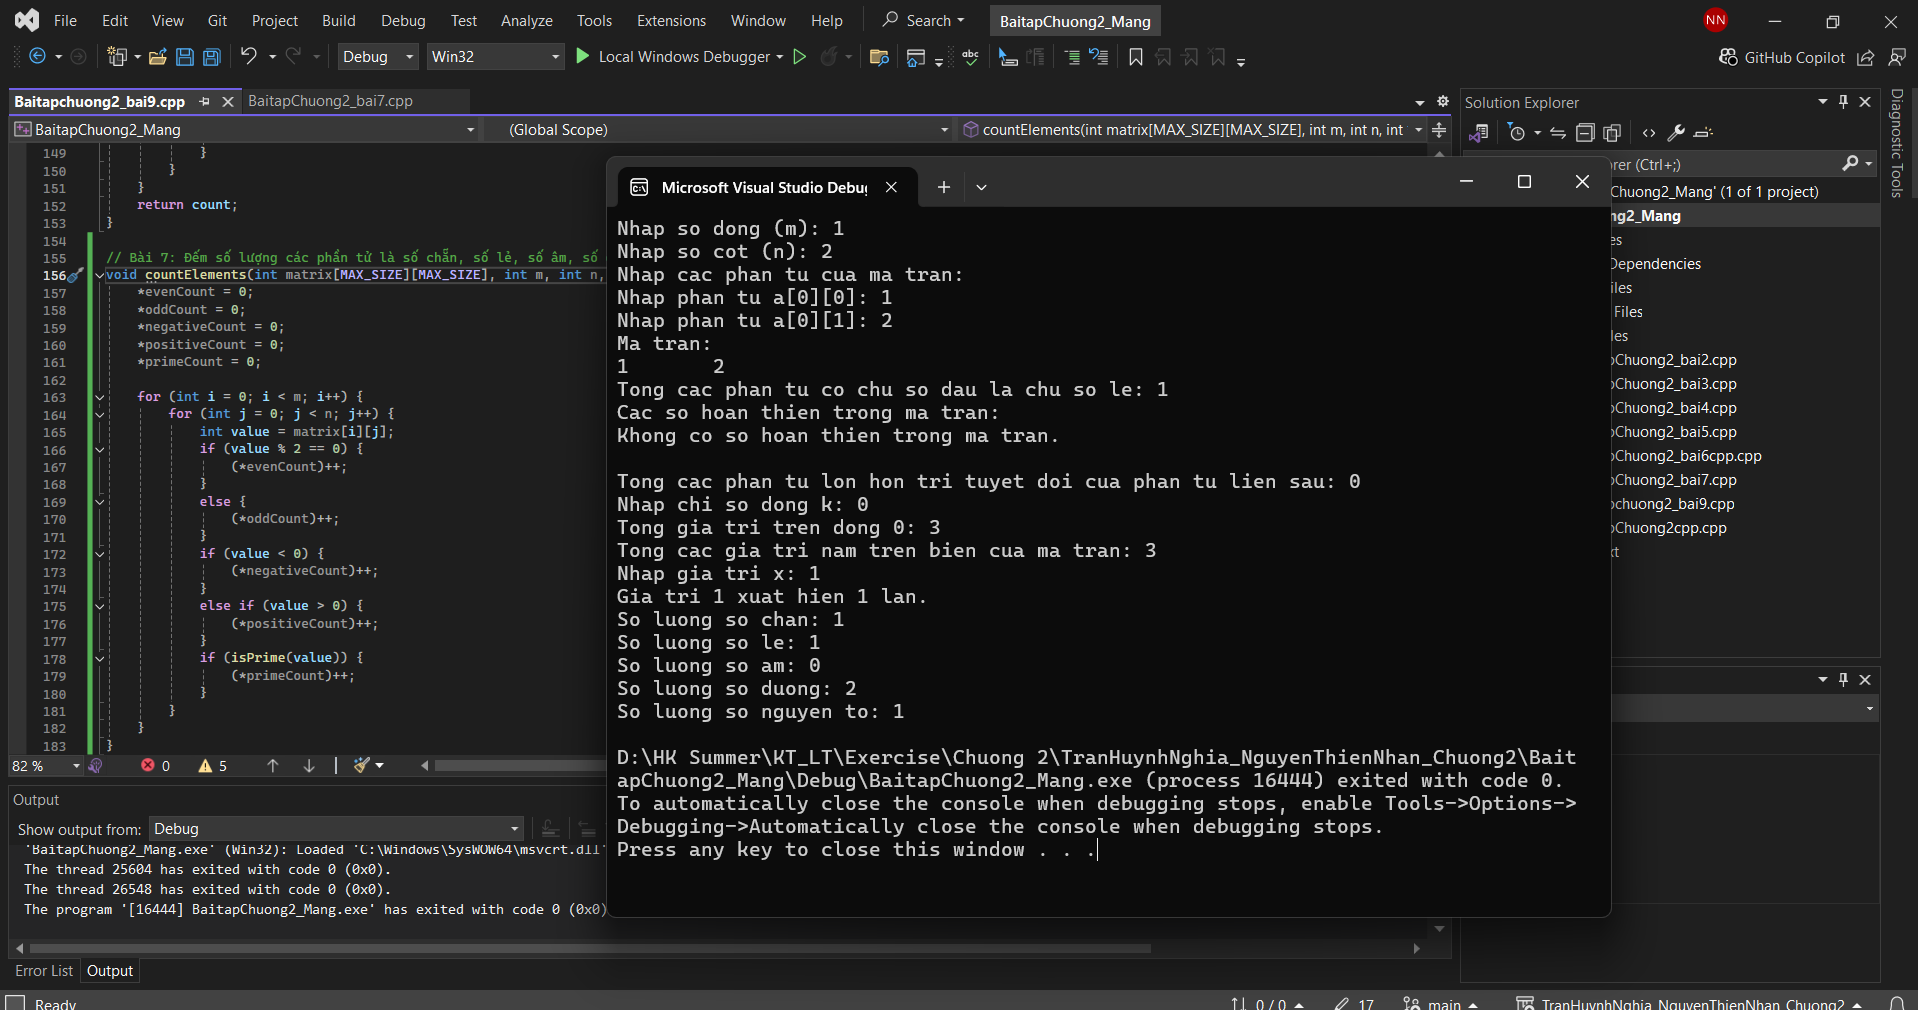 File Edit View Git Project Build Debug Test Analyze Tools Extensions Window Help Search BaitapChuong2_Mang NN
Debug Win32 Local Windows Debugger GitHub Copilot
Baitapchuong2_bai9.cpp BaitapChuong2_bai7.cpp
BaitapChuong2_Mang (Global Scope) countElements(int matrix[MAX_SIZE][MAX_SIZE], int m, int n, int
149 }
150 }
151 }
152 return count;
153 }
154
155 // Bài 7: Đếm số lượng các phần tử là số chẵn, số lẻ, số âm, số
156 void countElements(int matrix[MAX_SIZE][MAX_SIZE], int m, int n,
157 *evenCount = 0;
158 *oddCount = 0;
159 *negativeCount = 0;
160 *positiveCount = 0;
161 *primeCount = 0;
162
163 for (int i = 0; i < m; i++) {
164 for (int j = 0; j < n; j++) {
165 int value = matrix[i][j];
166 if (value % 2 == 0) {
167 (*evenCount)++;
168 }
169 else {
170 (*oddCount)++;
171 }
172 if (value < 0) {
173 (*negativeCount)++;
174 }
175 else if (value > 0) {
176 (*positiveCount)++;
177 }
178 if (isPrime(value)) {
179 (*primeCount)++;
180 }
181 }
182 }
183 }
82 % 0 5
Output
Show output from: Debug
'BaitapChuong2_Mang.exe' (Win32): Loaded 'C:\Windows\SysWOW64\msvcrt.dll'
The thread 25604 has exited with code 0 (0x0).
The thread 26548 has exited with code 0 (0x0).
The program '[16444] BaitapChuong2_Mang.exe' has exited with code 0 (0x0)
Error List Output
Microsoft Visual Studio Debu
Nhap so dong (m): 1
Nhap so cot (n): 2
Nhap cac phan tu cua ma tran:
Nhap phan tu a[0][0]: 1
Nhap phan tu a[0][1]: 2
Ma tran:
1 2
Tong cac phan tu co chu so dau la chu so le: 1
Cac so hoan thien trong ma tran:
Khong co so hoan thien trong ma tran.
Tong cac phan tu lon hon tri tuyet doi cua phan tu lien sau: 0
Nhap chi so dong k: 0
Tong gia tri tren dong 0: 3
Tong cac gia tri nam tren bien cua ma tran: 3
Nhap gia tri x: 1
Gia tri 1 xuat hien 1 lan.
So luong so chan: 1
So luong so le: 1
So luong so am: 0
So luong so duong: 2
So luong so nguyen to: 1
D:\HK Summer\KT_LT\Exercise\Chuong 2\TranHuynhNghia_NguyenThienNhan_Chuong2\Bait
apChuong2_Mang\Debug\BaitapChuong2_Mang.exe (process 16444) exited with code 0.
To automatically close the console when debugging stops, enable Tools->Options->
Debugging->Automatically close the console when debugging stops.
Press any key to close this window . . .
Solution Explorer
rer (Ctrl+;)
Chuong2_Mang' (1 of 1 project)
ng2_Mang
es
Dependencies
iles
Files
les
pChuong2_bai2.cpp
pChuong2_bai3.cpp
pChuong2_bai4.cpp
pChuong2_bai5.cpp
pChuong2_bai6cpp.cpp
pChuong2_bai7.cpp
pchuong2_bai9.cpp
pChuong2cpp.cpp
xt
Diagnostic Tools
Ready 0 / 0 17 main TranHuynhNghia_NguyenThienNhan_Chuong2